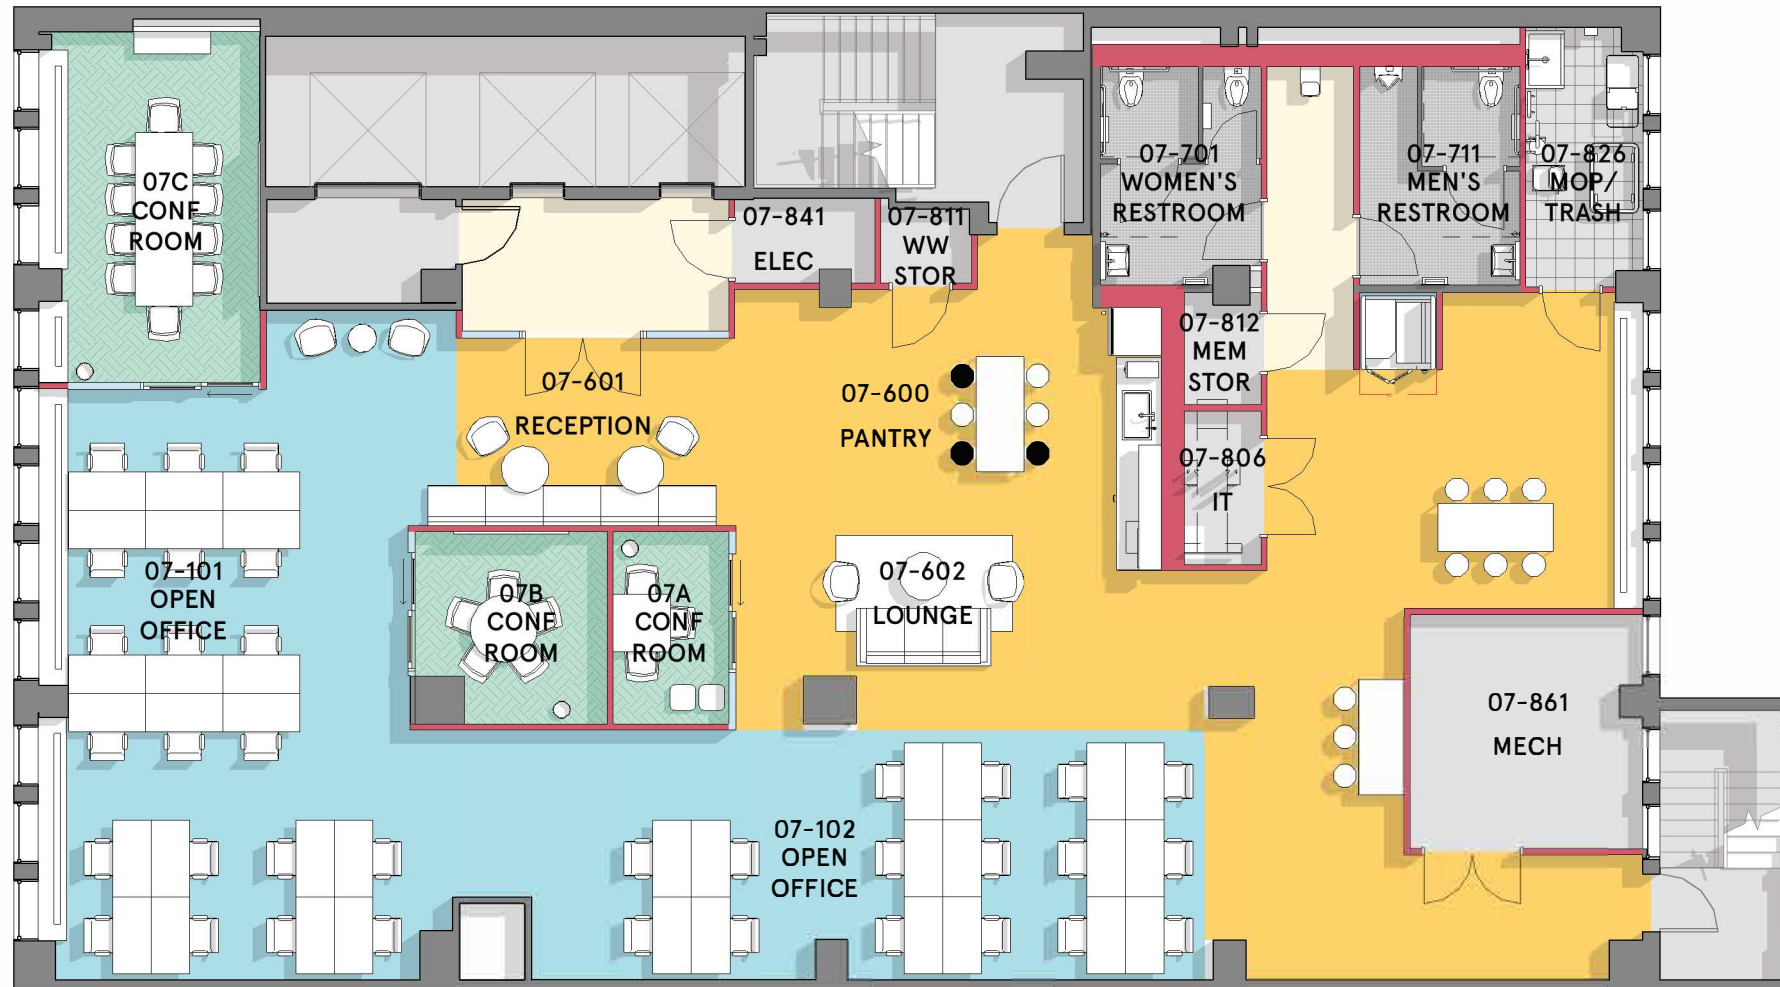 07C
CONF
ROOM
07-841
ELEC
07-811
WW
STOR
07-701
WOMEN'S
RESTROOM
07-711
MEN'S
RESTROOM
07-826
MOP/
TRASH
07-601
RECEPTION
07-600
PANTRY
07-812
MEM
STOR
07-806
IT
07-101
OPEN
OFFICE
07B
CONF
ROOM
07A
CONF
ROOM
07-602
LOUNGE
07-861
MECH
07-102
OPEN
OFFICE